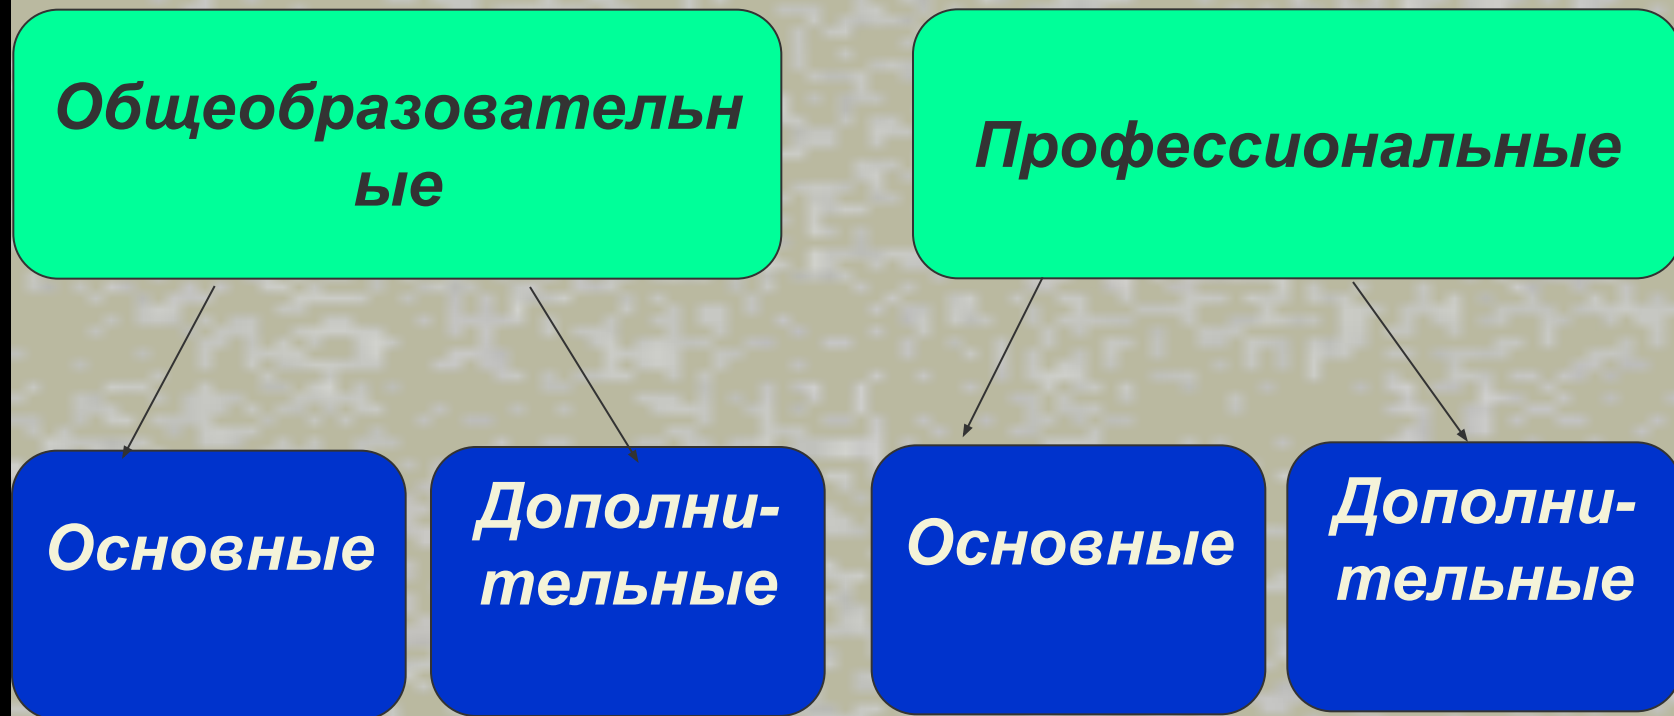 Общеобразовательн
ые
Профессиональные
Основные
Дополни-
тельные
Основные
Дополни-
тельные